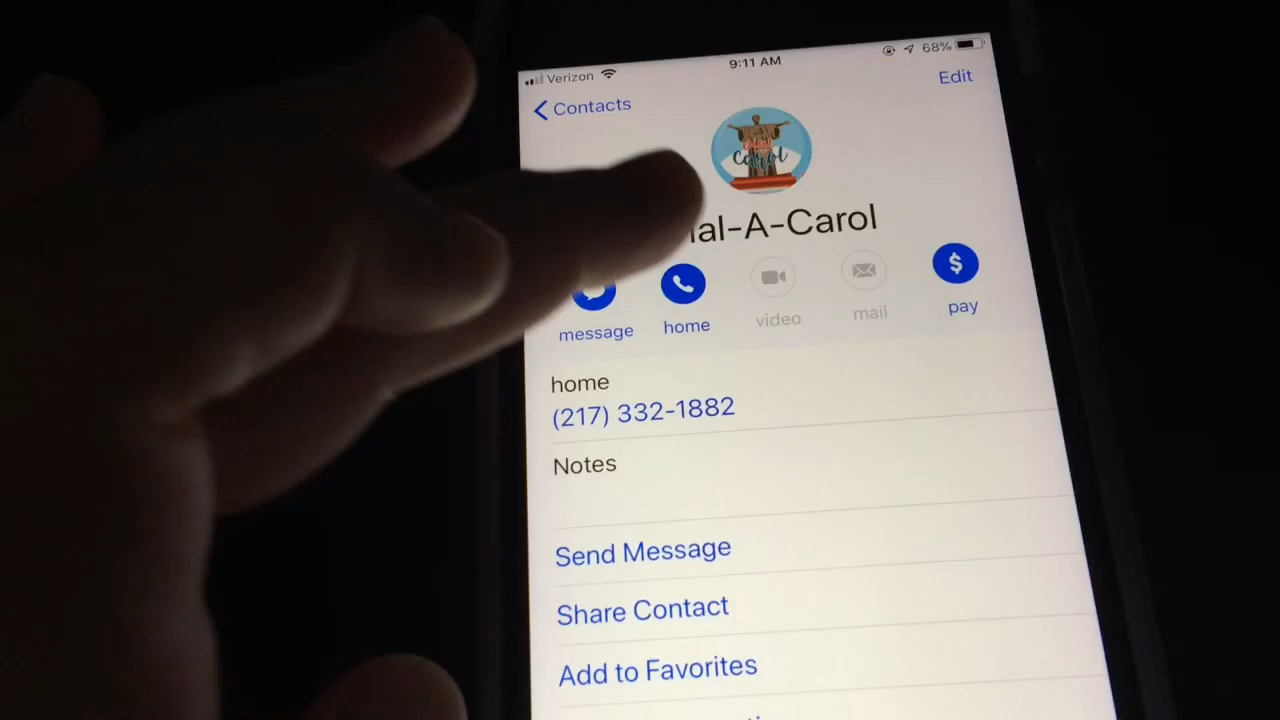 Verizon
9:11 AM
68%
Contacts
Edit
Carol
al-A-Carol
$
message
home
video
mail
pay
home
(217) 332-1882
Notes
Send Message
Share Contact
Add to Favorites